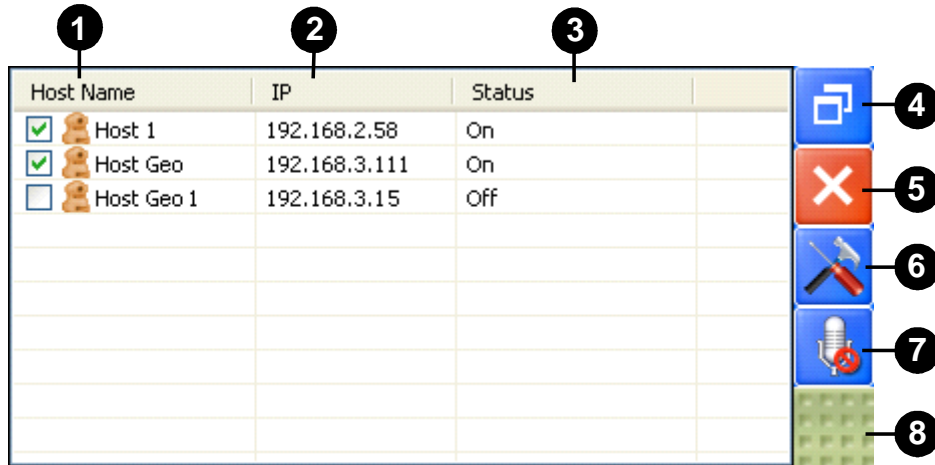 1 2 3
Host Name IP Status
Host 1 192.168.2.58 On
Host Geo 192.168.3.111 On
Host Geo 1 192.168.3.15 Off
4
5
6
7
8